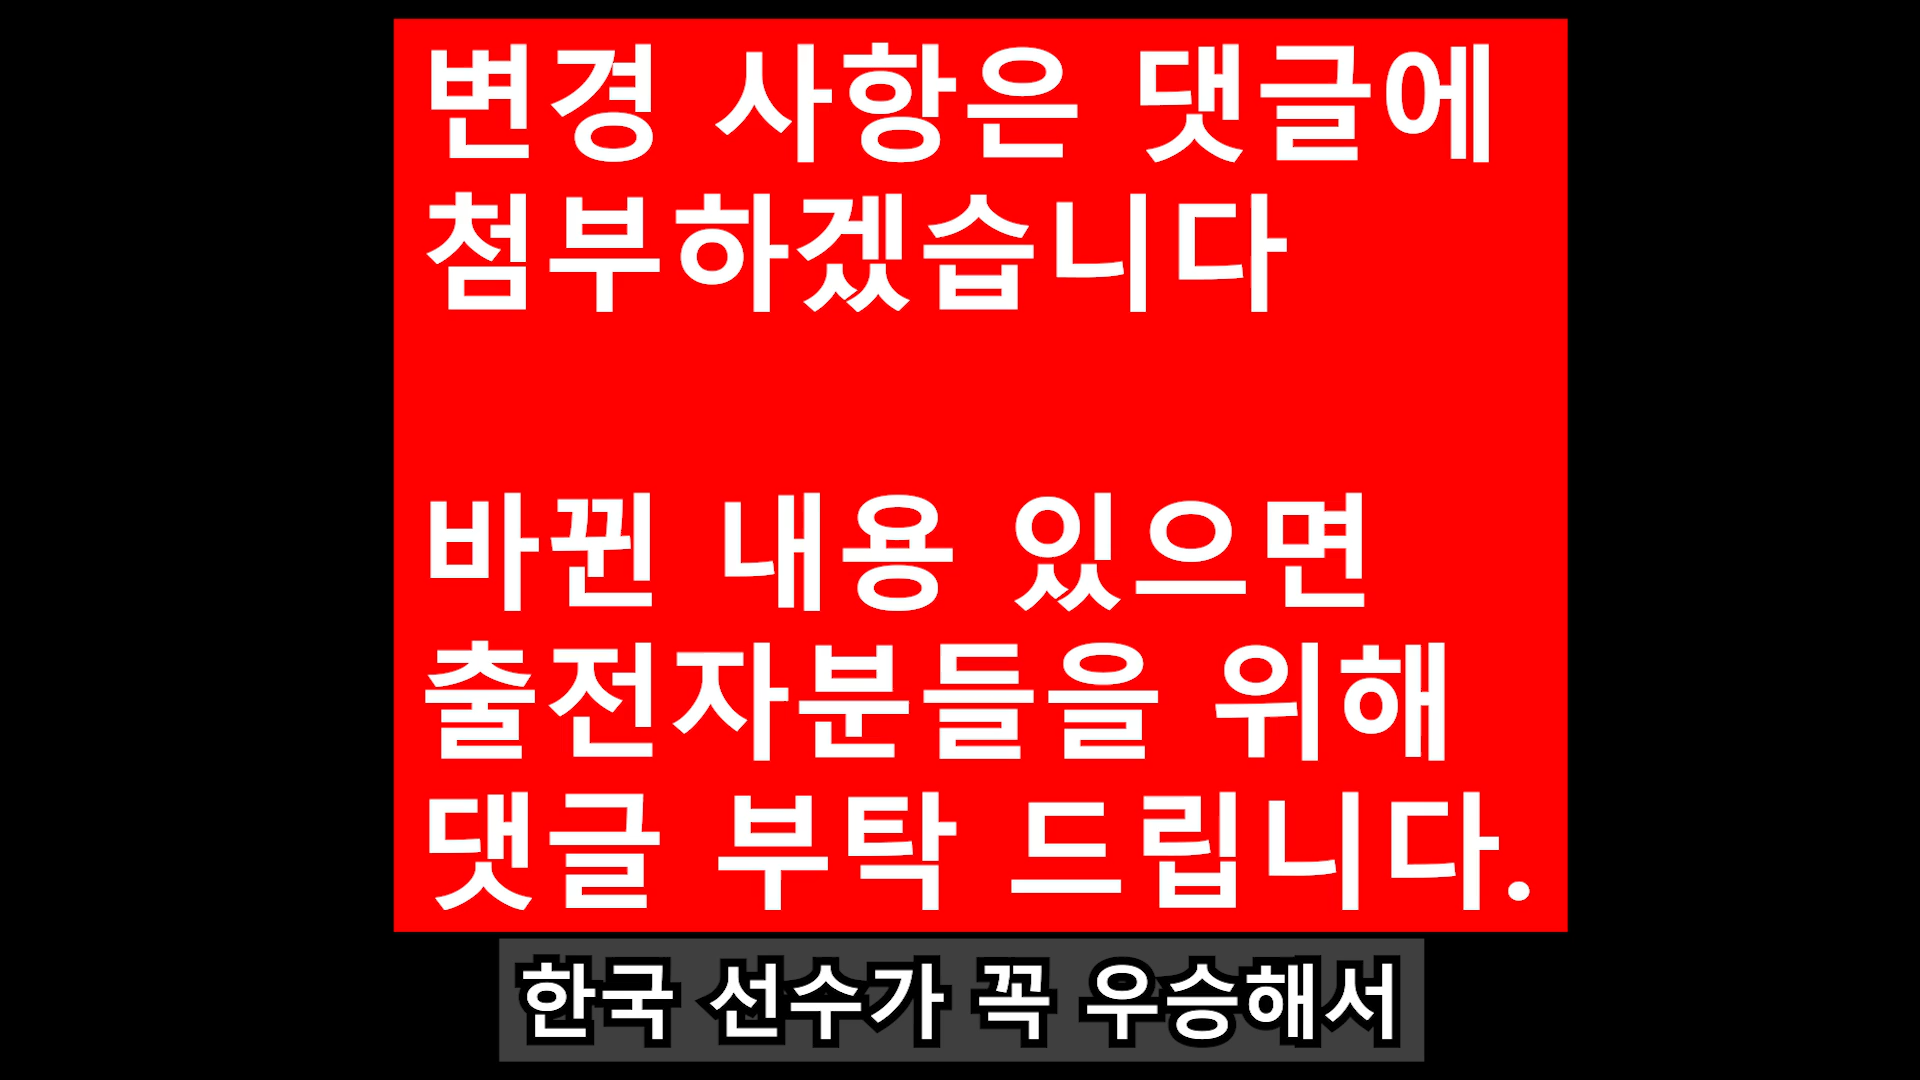 변경 사항은 댓글에
첨부하겠습니다
바뀐 내용 있으면
출전자분들을 위해
댓글 부탁 드립니다.
한국 선수가 꼭 우승해서